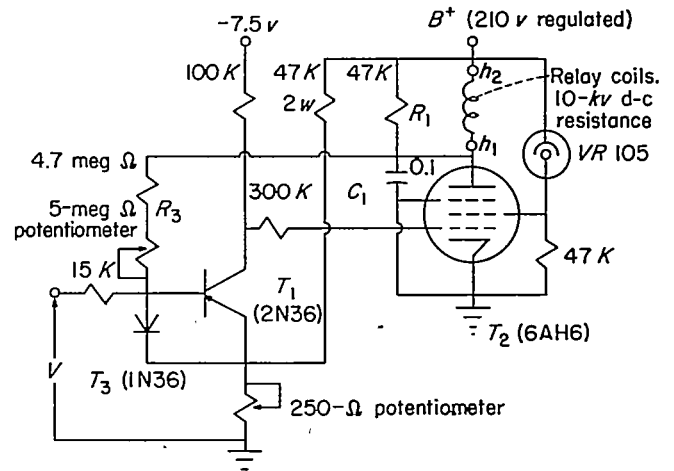 -7.5 v
B+ (210 v regulated)
100 K
47 K
2w
47 K
R1
h2
Relay coils.
10-kv d-c
resistance
h1
VR 105
4.7 meg Ω
R3
0.1
C1
300 K
5-meg Ω
potentiometer
15 K
47 K
T1
(2N36)
T2 (6AH6)
V
T3 (1N36)
250-Ω potentiometer